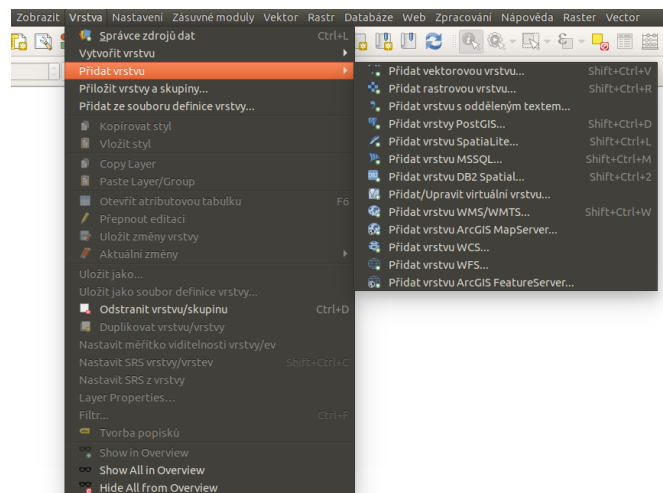 Zobrazit Vrstva Nastavení Zásuvné moduly Vektor Rastr Databáze Web Zpracování Nápověda Raster Vector
Správce zdrojů dat Ctrl+L
Vytvořit vrstvu
Přidat vrstvu
Přiložit vrstvy a skupiny...
Přidat ze souboru definice vrstvy...
Kopírovat styl
Vložit styl
Copy Layer
Paste Layer/Group
Otevřít atributovou tabulku F6
Přepnout editaci
Uložit změny vrstvy
Aktuální změny
Uložit jako...
Uložit jako soubor definice vrstvy...
Odstranit vrstvu/skupinu Ctrl+D
Duplikovat vrstvu/vrstvy
Nastavit měřítko viditelnosti vrstvy/ev
Nastavit SRS vrstvy/vrstev Shift+Ctrl+C
Nastavit SRS z vrstvy
Layer Properties...
Filtr... Ctrl+F
Tvorba popisků
Show in Overview
Show All in Overview
Hide All from Overview
Přidat vektorovou vrstvu... Shift+Ctrl+V
Přidat rastrovou vrstvu... Shift+Ctrl+R
Přidat vrstvu s odděleným textem...
Přidat vrstvy PostGIS... Shift+Ctrl+D
Přidat vrstvu SpatiaLite... Shift+Ctrl+L
Přidat vrstvu MSSQL... Shift+Ctrl+M
Přidat vrstvu DB2 Spatial... Shift+Ctrl+2
Přidat/Upravit virtuální vrstvu...
Přidat vrstvu WMS/WMTS... Shift+Ctrl+W
Přidat vrstvu ArcGIS MapServer...
Přidat vrstvu WCS...
Přidat vrstvu WFS...
Přidat vrstvu ArcGIS FeatureServer...